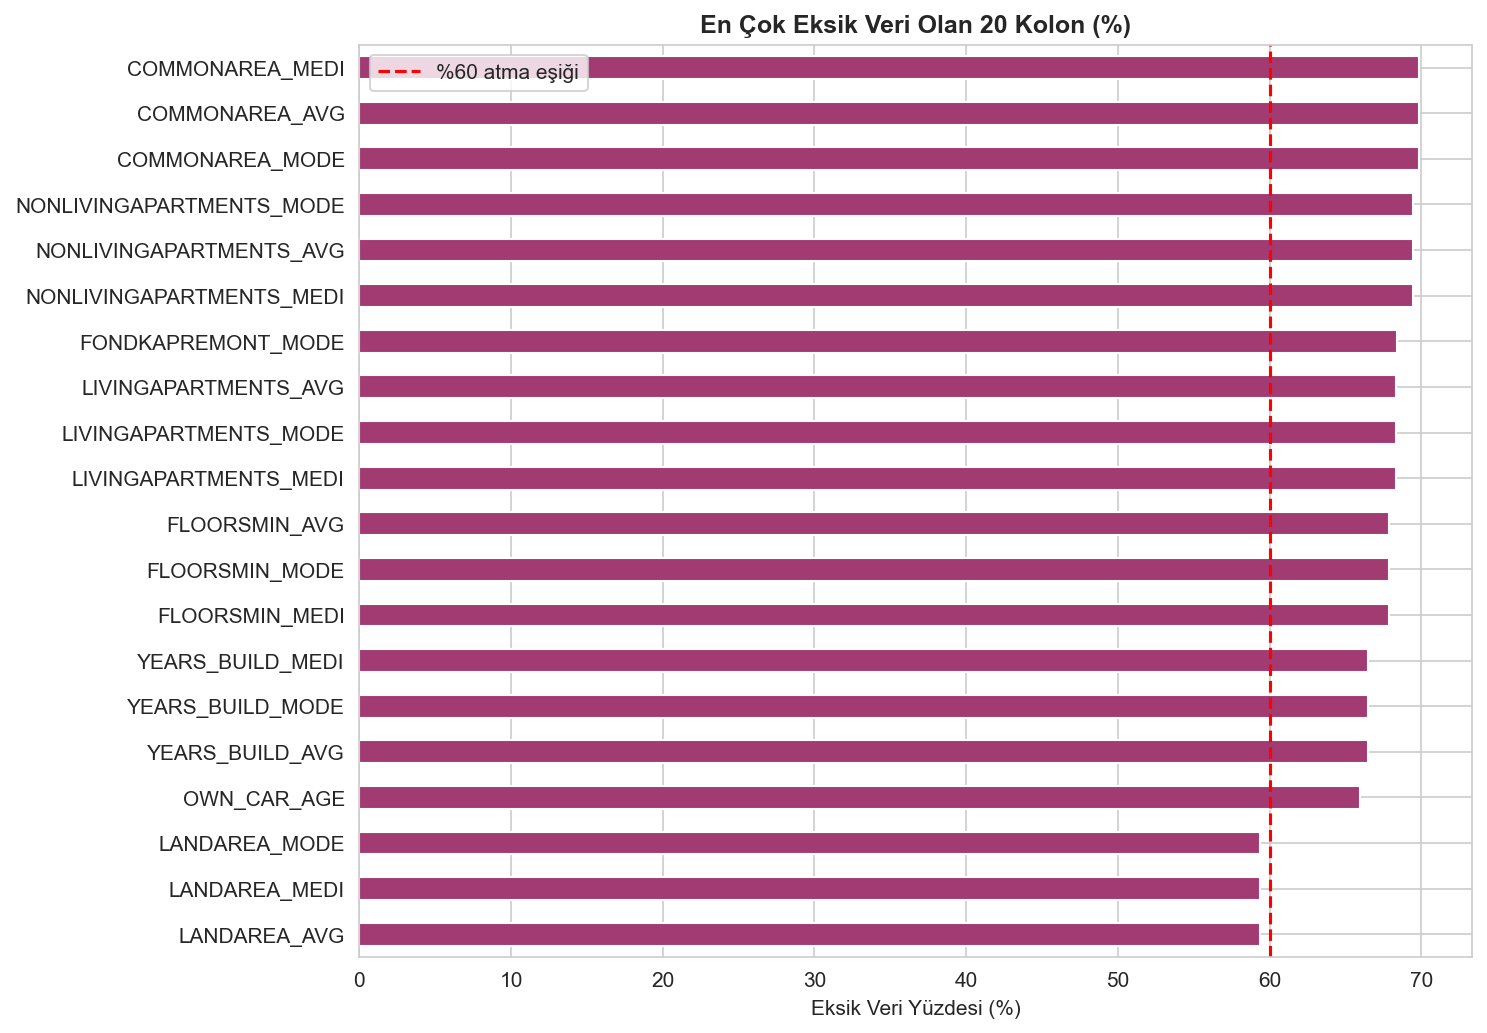 En Çok Eksik Veri Olan 20 Kolon (%)
%60 atma eşiği
COMMONAREA_MEDI
COMMONAREA_AVG
COMMONAREA_MODE
NONLIVINGAPARTMENTS_MODE
NONLIVINGAPARTMENTS_AVG
NONLIVINGAPARTMENTS_MEDI
FONDKAPREMONT_MODE
LIVINGAPARTMENTS_AVG
LIVINGAPARTMENTS_MODE
LIVINGAPARTMENTS_MEDI
FLOORSMIN_AVG
FLOORSMIN_MODE
FLOORSMIN_MEDI
YEARS_BUILD_MEDI
YEARS_BUILD_MODE
YEARS_BUILD_AVG
OWN_CAR_AGE
LANDAREA_MODE
LANDAREA_MEDI
LANDAREA_AVG
0 10 20 30 40 50 60 70
Eksik Veri Yüzdesi (%)